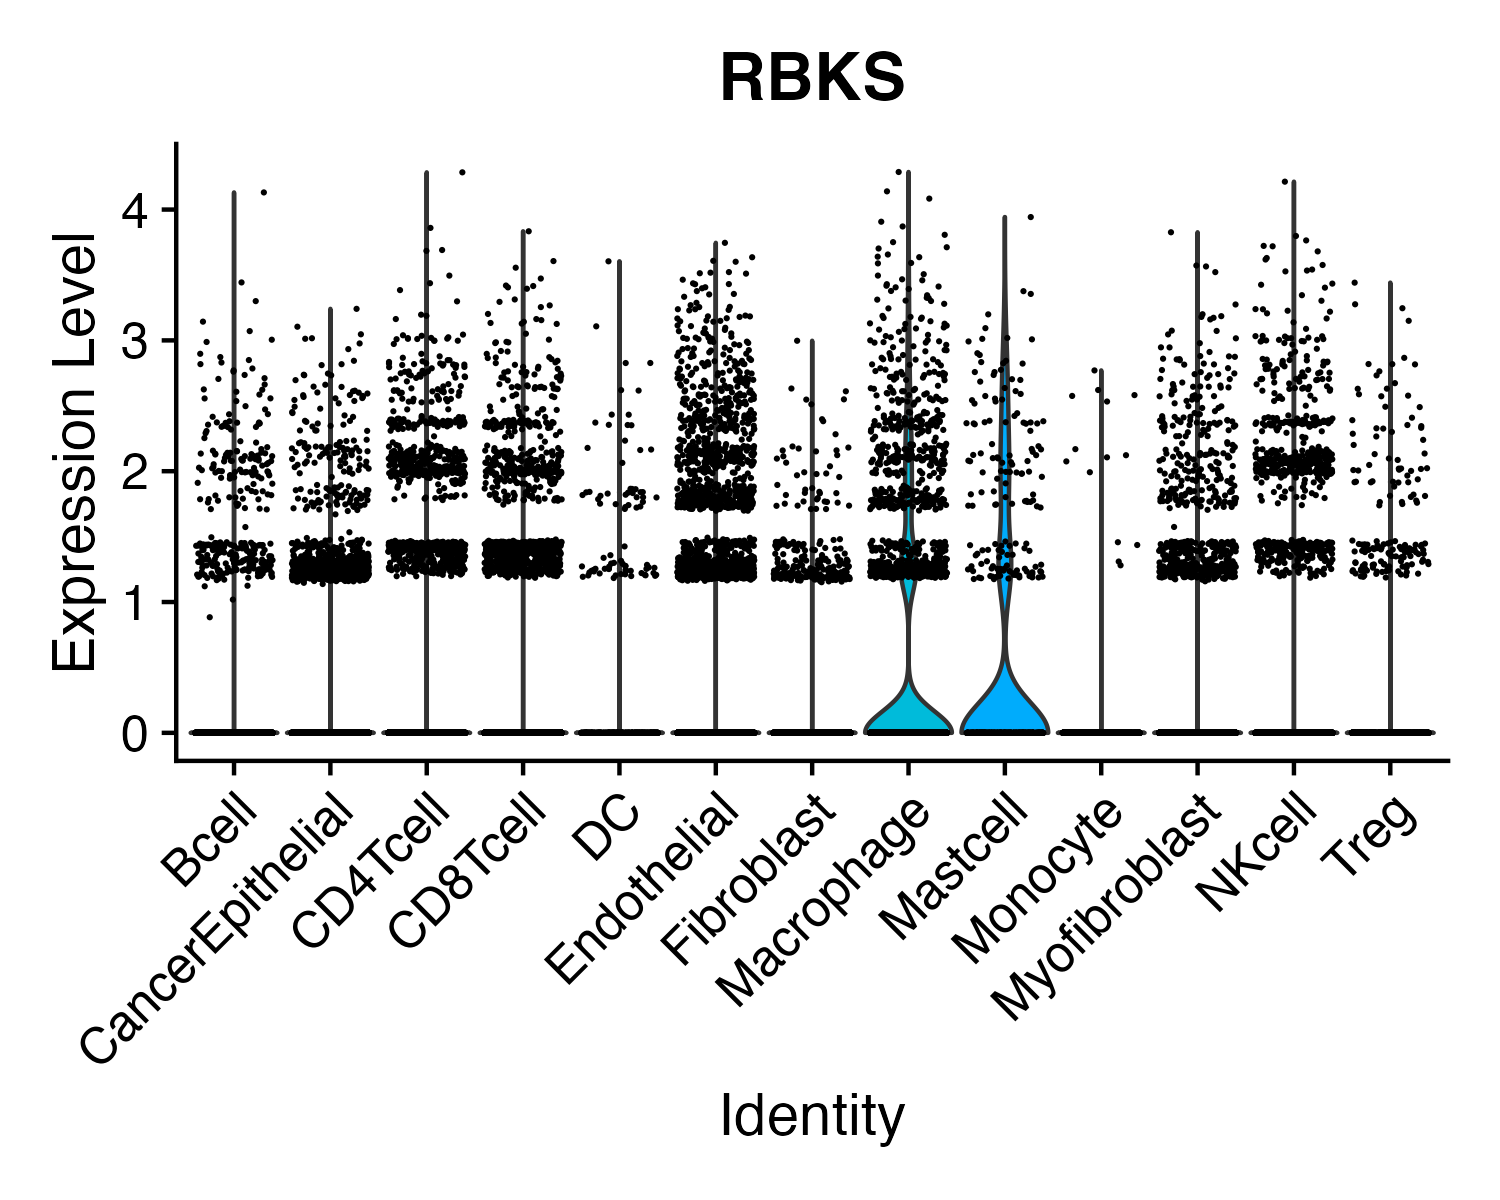 RBKS
Expression Level
4
3
2
1
0
Bcell
CancerEpithelial
CD4Tcell
CD8Tcell
DC
Endothelial
Fibroblast
Macrophage
Mastcell
Monocyte
Myofibroblast
NKcell
Treg
Identity